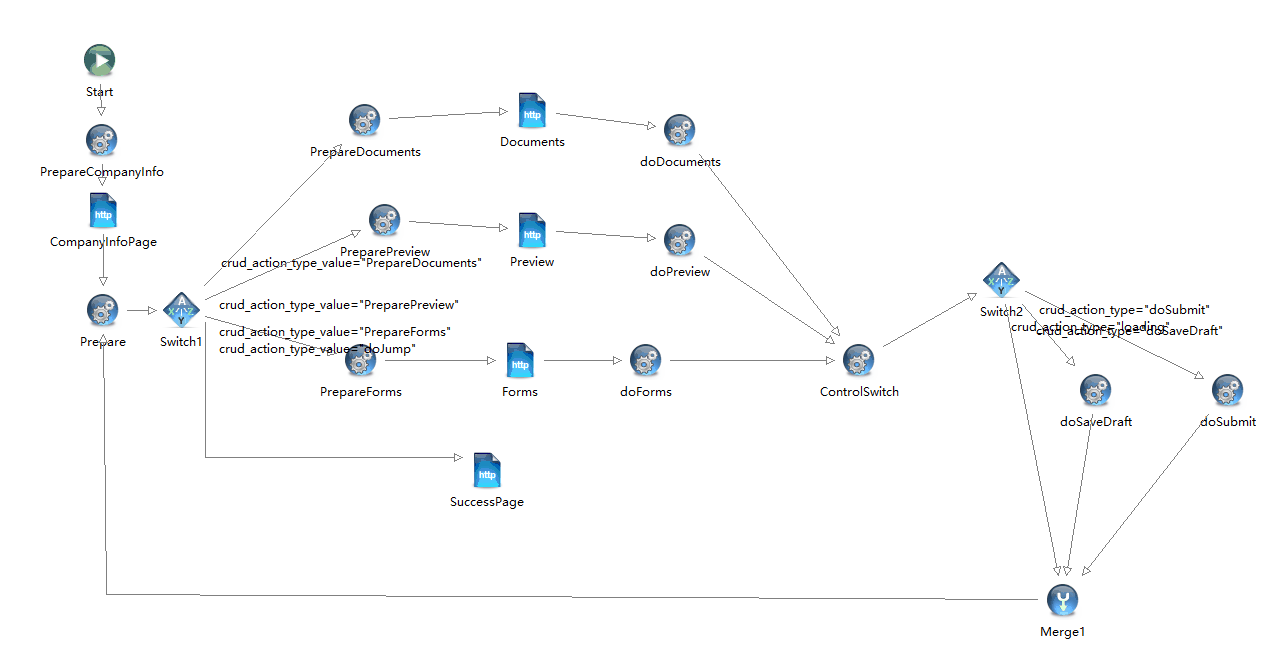 Start
PrepareCompanyInfo
http
CompanyInfoPage
Prepare
A
X Z
Y
Switch1
PrepareDocuments
http
Documents
doDocuments
PreparePreview
crud_action_type_value="PrepareDocuments"
http
Preview
doPreview
crud_action_type_value="PreparePreview"
crud_action_type_value="PrepareForms"
crud_action_type_value="doJump"
PrepareForms
http
Forms
doForms
ControlSwitch
http
SuccessPage
A
X Z
Y
Switch2
crud_action_type="doSubmit"
crud_action_type="loading"
crud_action_type="doSaveDraft"
doSaveDraft
doSubmit
Merge1